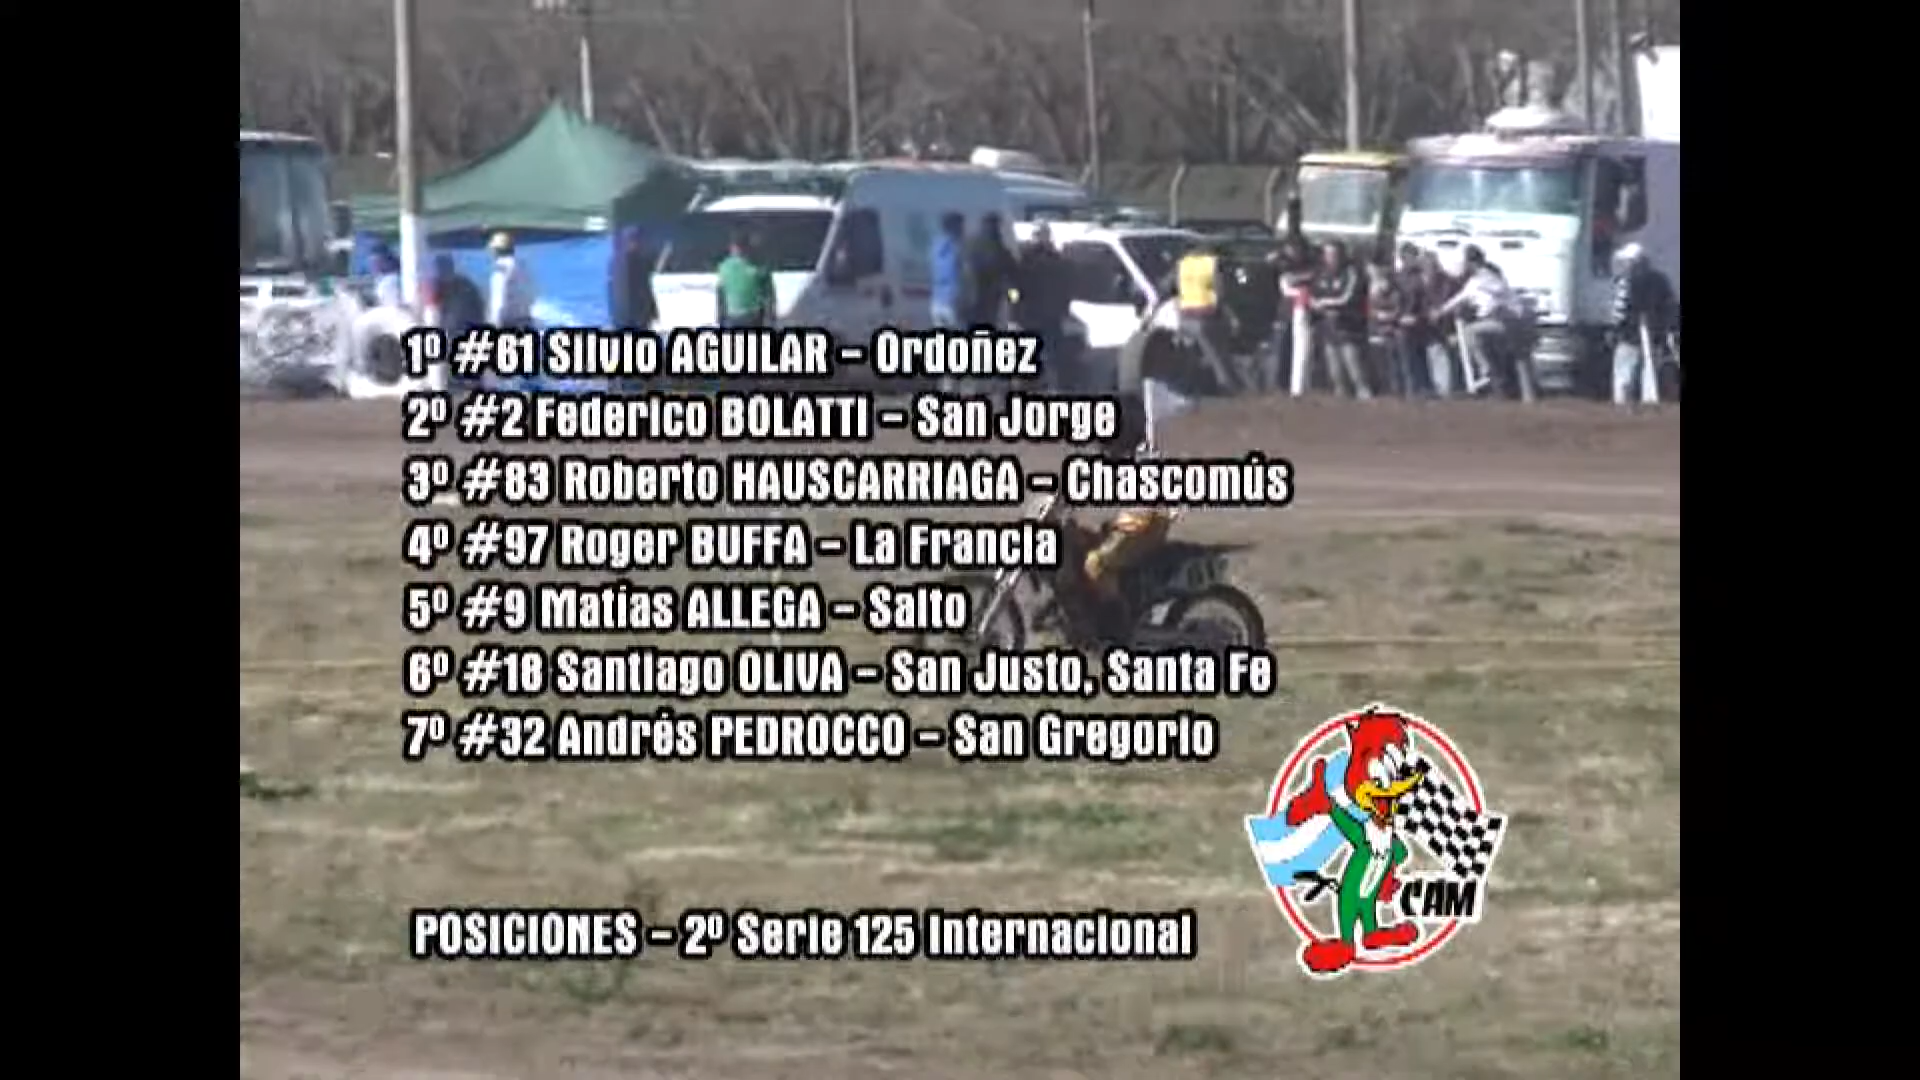 1º #61 Silvio AGUILAR – Ordoñez
2º #2 Federico BOLATTI – San Jorge
3º #83 Roberto HAUSCARRIAGA – Chascomús
4º #97 Roger BUFFA – La Francia
5º #9 Matías ALLEGA – Salto
6º #18 Santiago OLIVA – San Justo, Santa Fe
7º #32 Andrés PEDROCCO – San Gregorio
CAM
POSICIONES – 2º Serie 125 Internacional